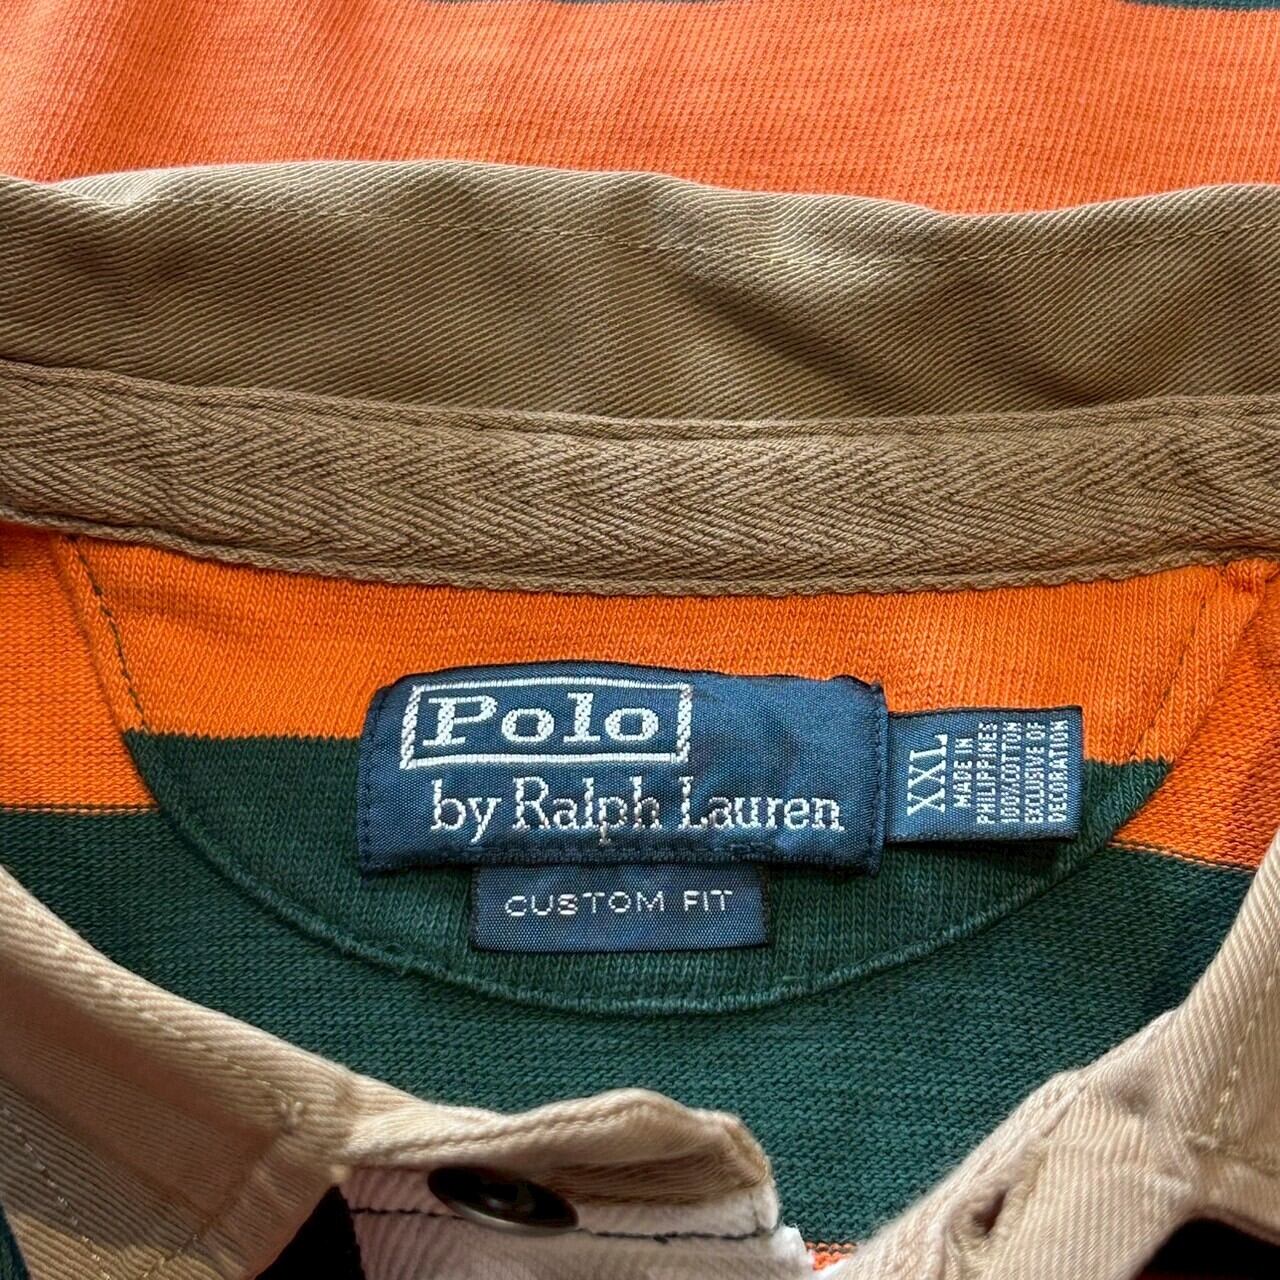 Polo
by Ralph Lauren
CUSTOM FIT
XXL
MADE IN
PHILIPPINES
100% COTTON
EXCLUSIVE OF
DECORATION